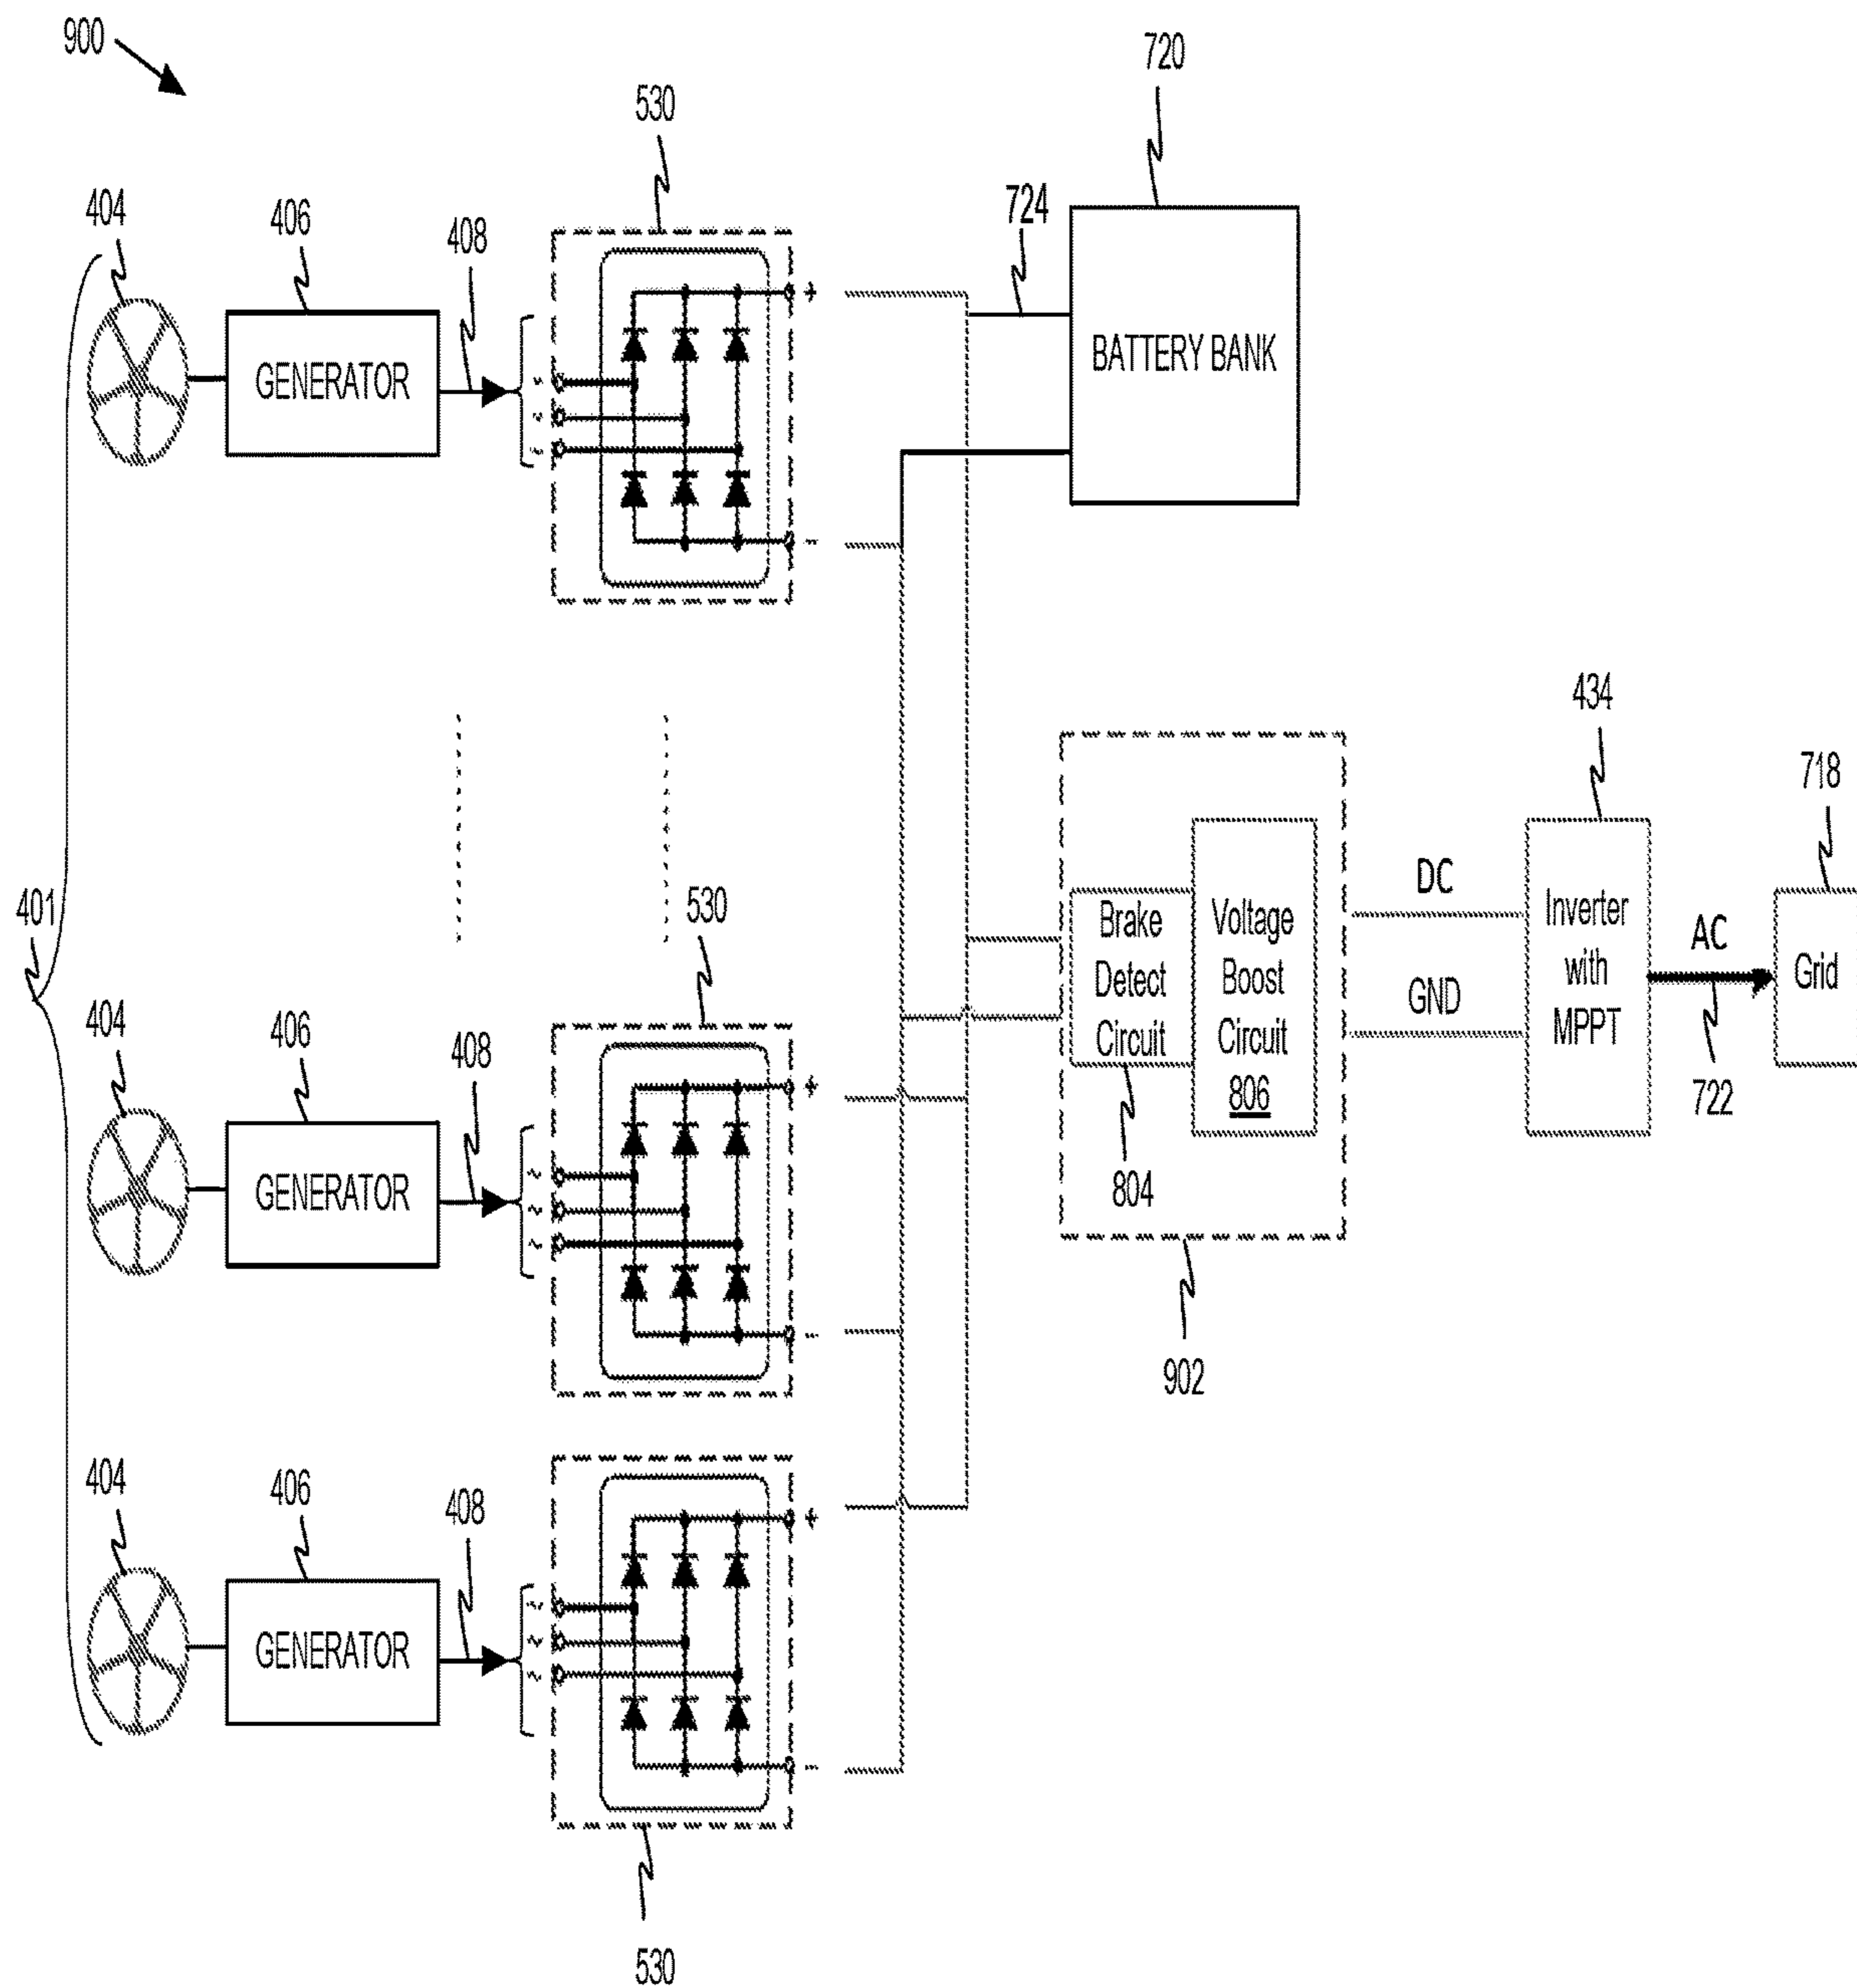 900
720
530
724
404
406
408
+
GENERATOR
~
~
~
BATTERY BANK
-
434
718
401
530
DC
AC
Brake
Detect
Circuit
Voltage
Boost
Circuit
806
Inverter
with
MPPT
Grid
GND
722
404
406
408
+
GENERATOR
~
~
~
804
-
902
404
406
408
+
GENERATOR
~
~
~
-
530